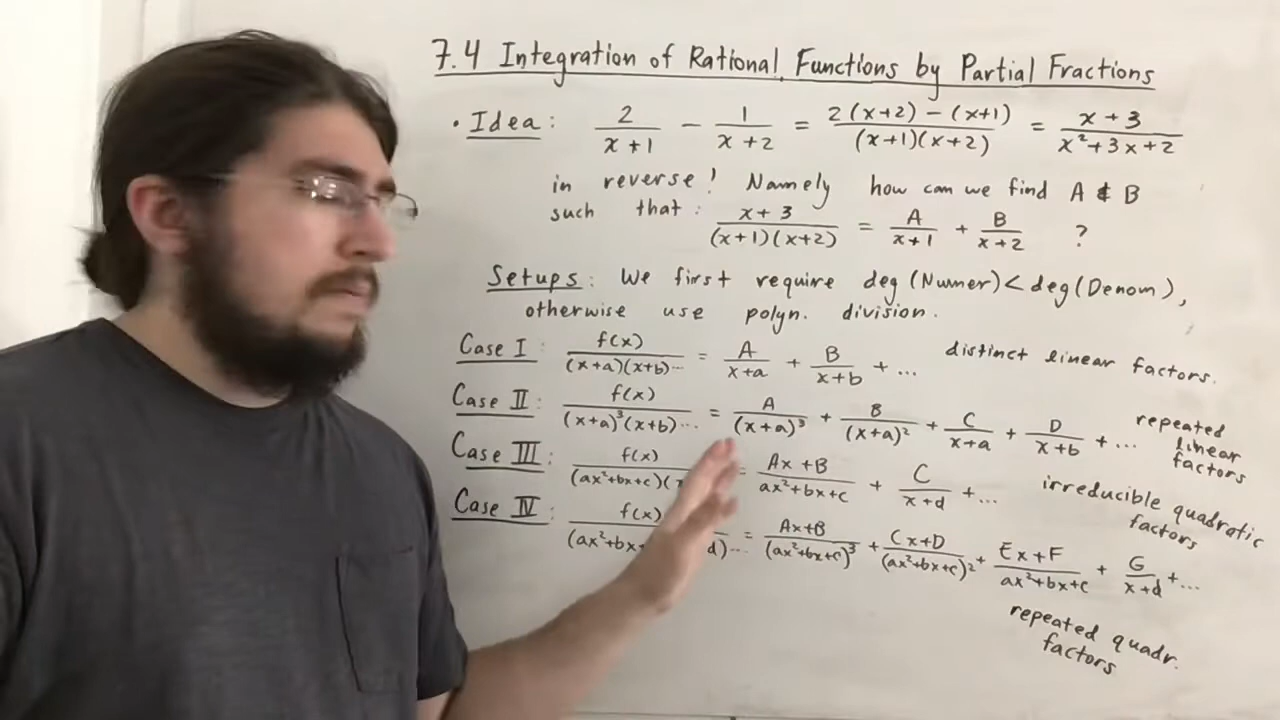 7.4 Integration of Rational Functions by Partial Fractions
• Idea: 2/(x+1) − 1/(x+2) = (2(x+2) − (x+1))/((x+1)(x+2)) = (x+3)/(x²+3x+2)
in reverse! Namely how can we find A & B
such that: (x+3)/((x+1)(x+2)) = A/(x+1) + B/(x+2) ?
Setups: We first require deg(Numer)<deg(Denom),
otherwise use polyn. division.
Case I: f(x)/((x+a)(x+b)⋯) = A/(x+a) + B/(x+b) + ... distinct linear factors.
Case II: f(x)/((x+a)³(x+b)⋯) = A/(x+a)³ + B/(x+a)² + C/(x+a) + D/(x+b) + ... repeated linear factors
Case III: f(x)/((ax²+bx+c)( = (Ax+B)/(ax²+bx+c) + C/(x+d) + ... irreducible quadratic factors
Case IV: f(x)/((ax²+bx+ d)⋯ = (Ax+B)/(ax²+bx+c)³ + (Cx+D)/(ax²+bx+c)² + (Ex+F)/(ax²+bx+c) + G/(x+d) + ...
repeated quadr.
factors